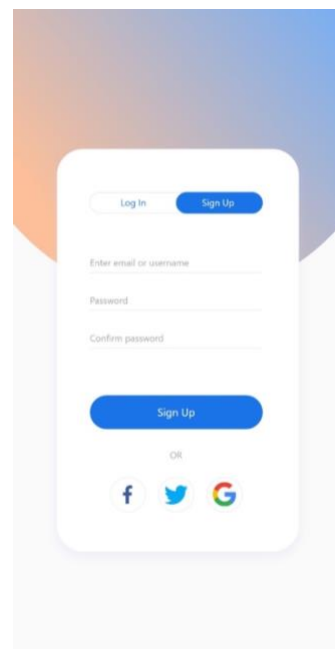 Log In Sign Up
Enter email or username
Password
Confirm password
Sign Up
OR